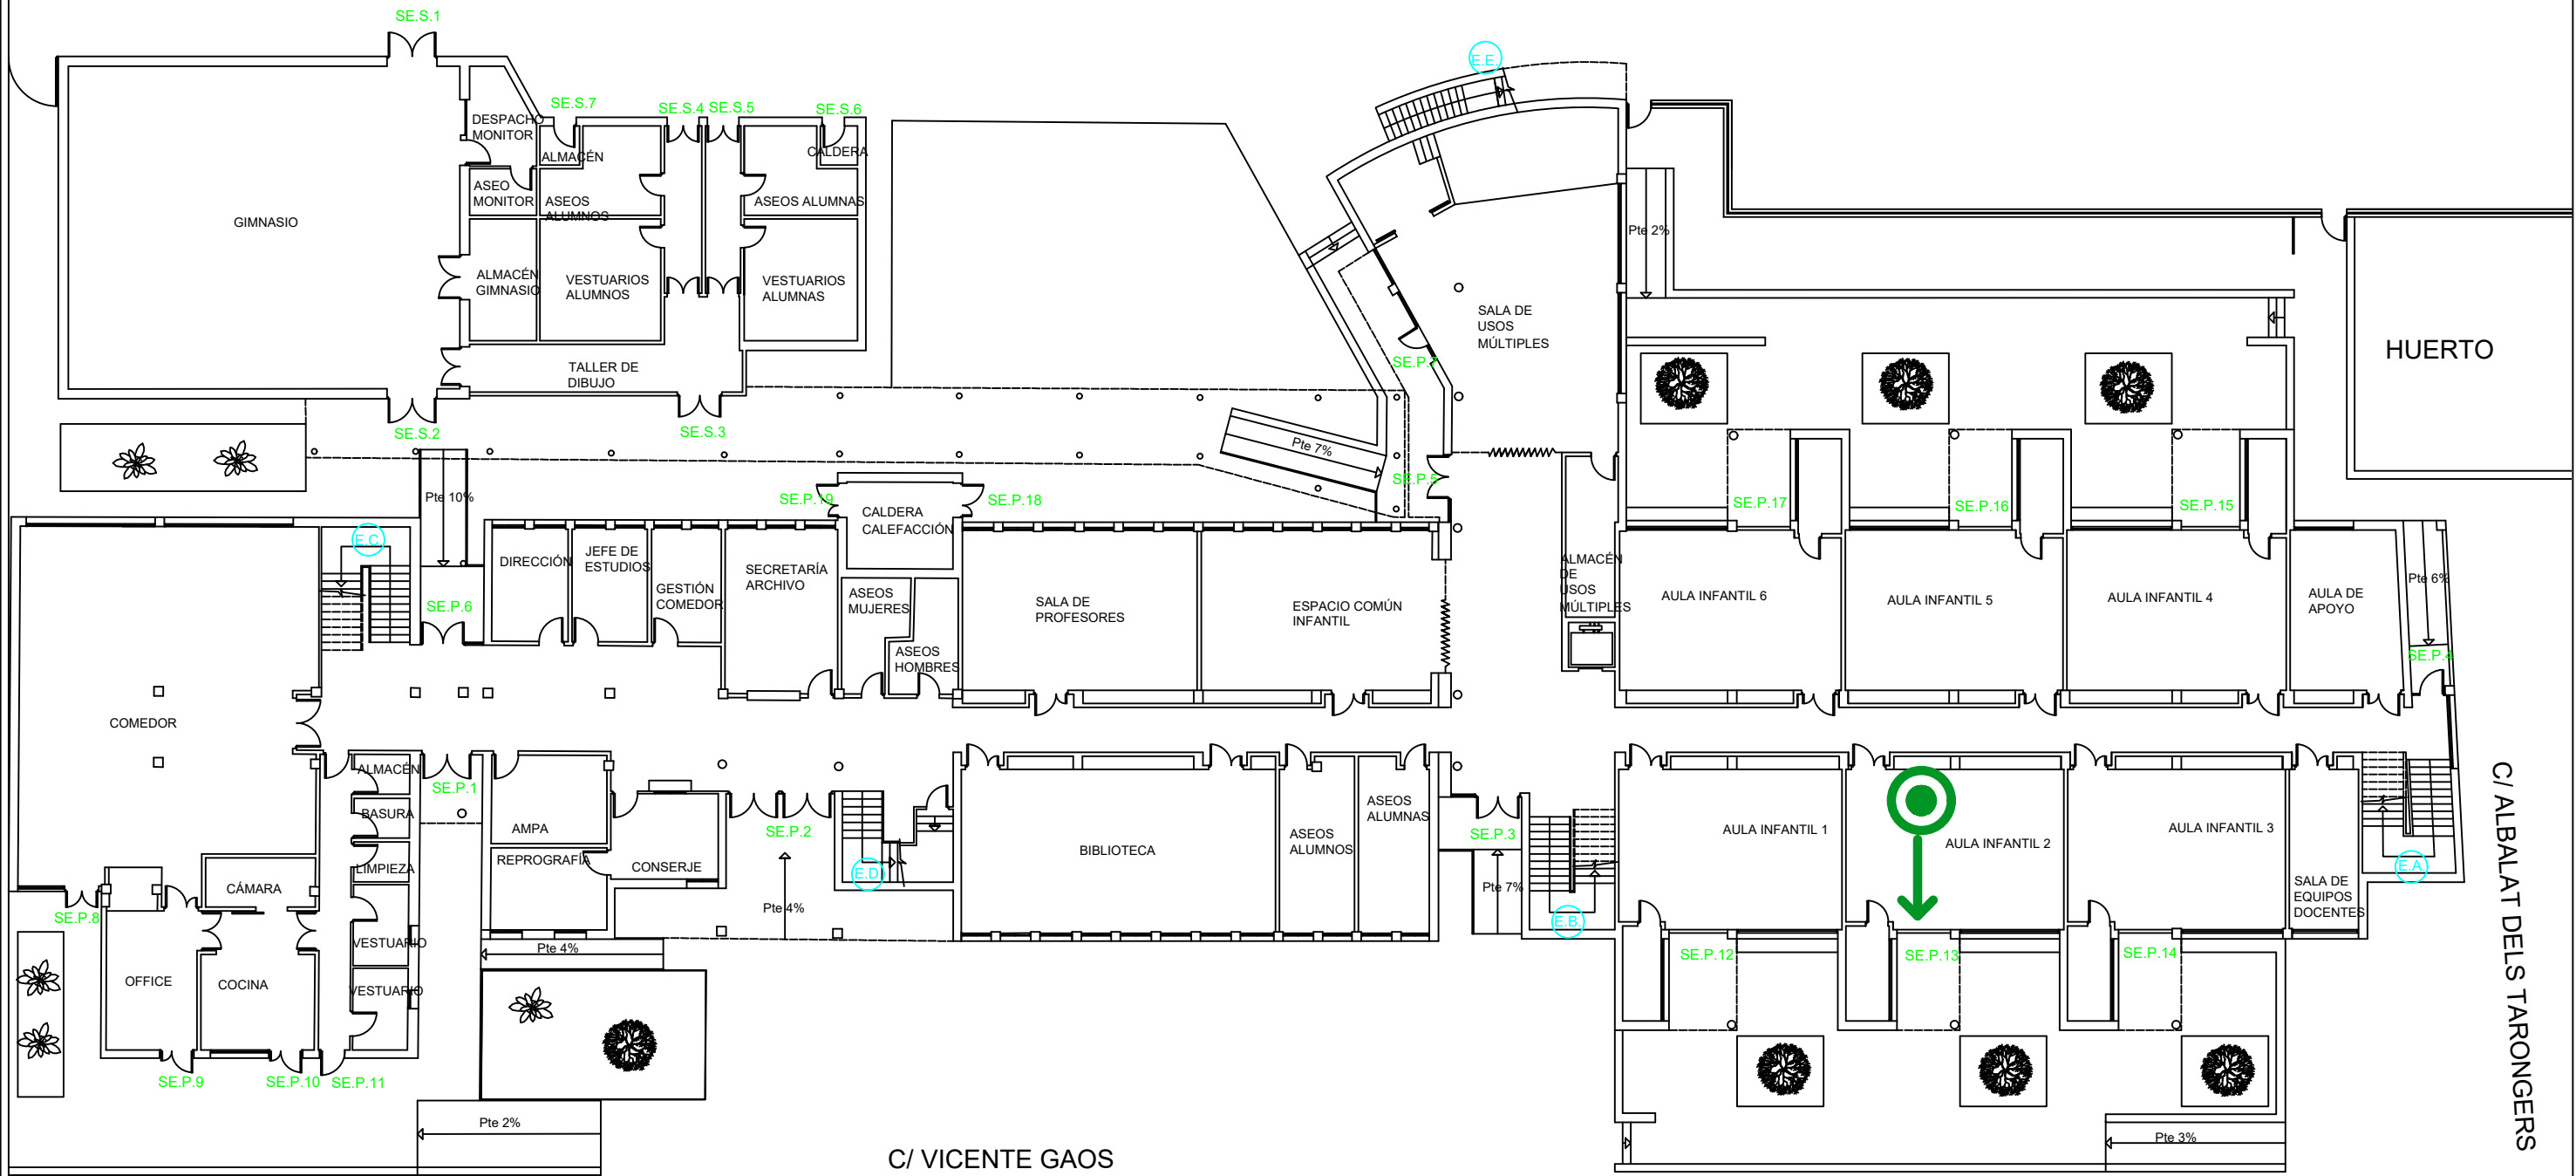 SE.S.1
E.E.
SE.S.7
SE.S.4
SE.S.5
SE.S.6
DESPACHO
MONITOR
ALMACÉN
CALDERA
ASEO
MONITOR
ASEOS
ALUMNOS
ASEOS ALUMNAS
GIMNASIO
Pte 2%
ALMACÉN
GIMNASIO
VESTUARIOS
ALUMNOS
VESTUARIOS
ALUMNAS
SALA DE
USOS
MÚLTIPLES
HUERTO
TALLER DE
DIBUJO
SE.P.7
SE.S.2
SE.S.3
Pte 7%
SE.P.5
Pte 10%
SE.P.19
SE.P.18
SE.P.17
SE.P.16
SE.P.15
CALDERA
CALEFACCIÓN
E.C.
DIRECCIÓN
JEFE DE
ESTUDIOS
GESTIÓN
COMEDOR
SECRETARÍA
ARCHIVO
ASEOS
MUJERES
SALA DE
PROFESORES
ESPACIO COMÚN
INFANTIL
ALMACÉN
DE
USOS
MÚLTIPLES
AULA INFANTIL 6
AULA INFANTIL 5
AULA INFANTIL 4
AULA DE
APOYO
Pte 6%
SE.P.6
ASEOS
HOMBRES
SE.P.4
COMEDOR
ALMACÉN
SE.P.1
BASURA
AMPA
SE.P.2
REPROGRAFÍA
LIMPIEZA
CONSERJE
E.D.
BIBLIOTECA
ASEOS
ALUMNOS
ASEOS
ALUMNAS
SE.P.3
AULA INFANTIL 1
AULA INFANTIL 2
AULA INFANTIL 3
E.A.
CÁMARA
Pte 4%
Pte 7%
E.B.
SALA DE
EQUIPOS
DOCENTES
SE.P.8
VESTUARIO
Pte 4%
SE.P.12
SE.P.13
SE.P.14
OFFICE
COCINA
VESTUARIO
SE.P.9
SE.P.10
SE.P.11
Pte 2%
Pte 3%
C/ VICENTE GAOS
C/ ALBALAT DELS TARONGERS